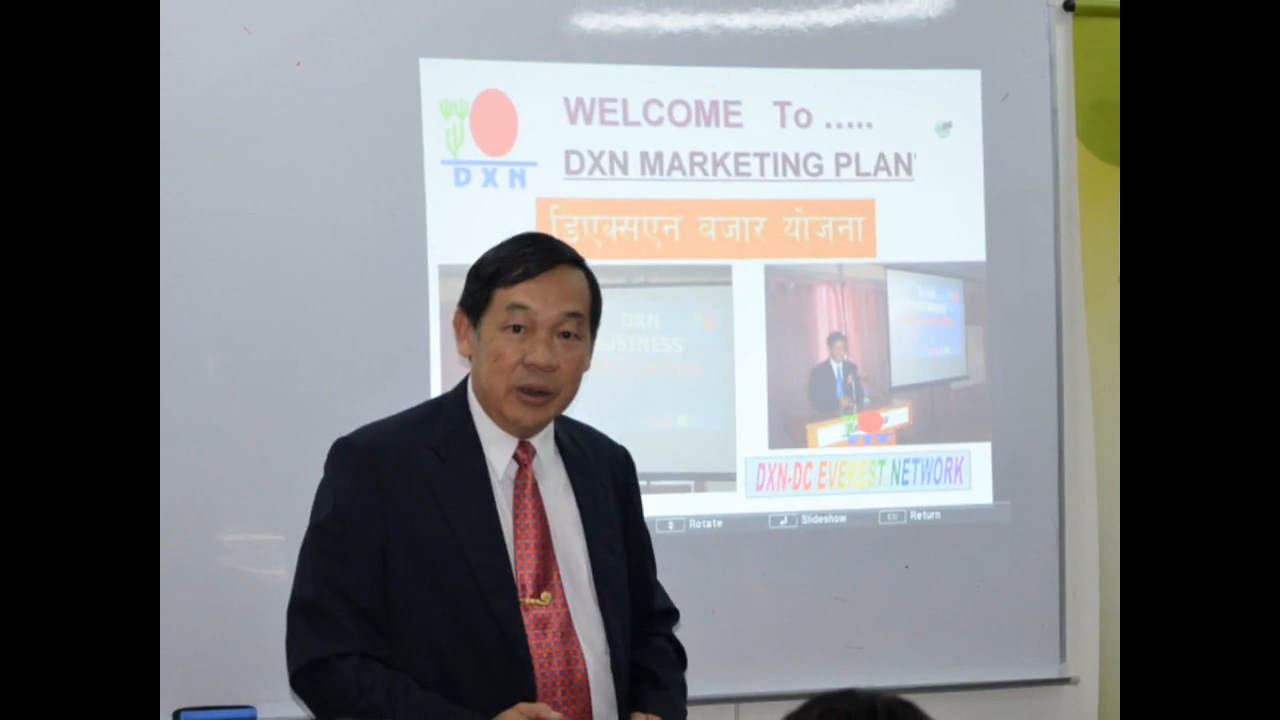 WELCOME To .....
DXN MARKETING PLAN
DXN
डिएक्सएन बजार योजना
DXN
DXN-DC EVEREST NETWORK
Rotate
Slideshow
Return